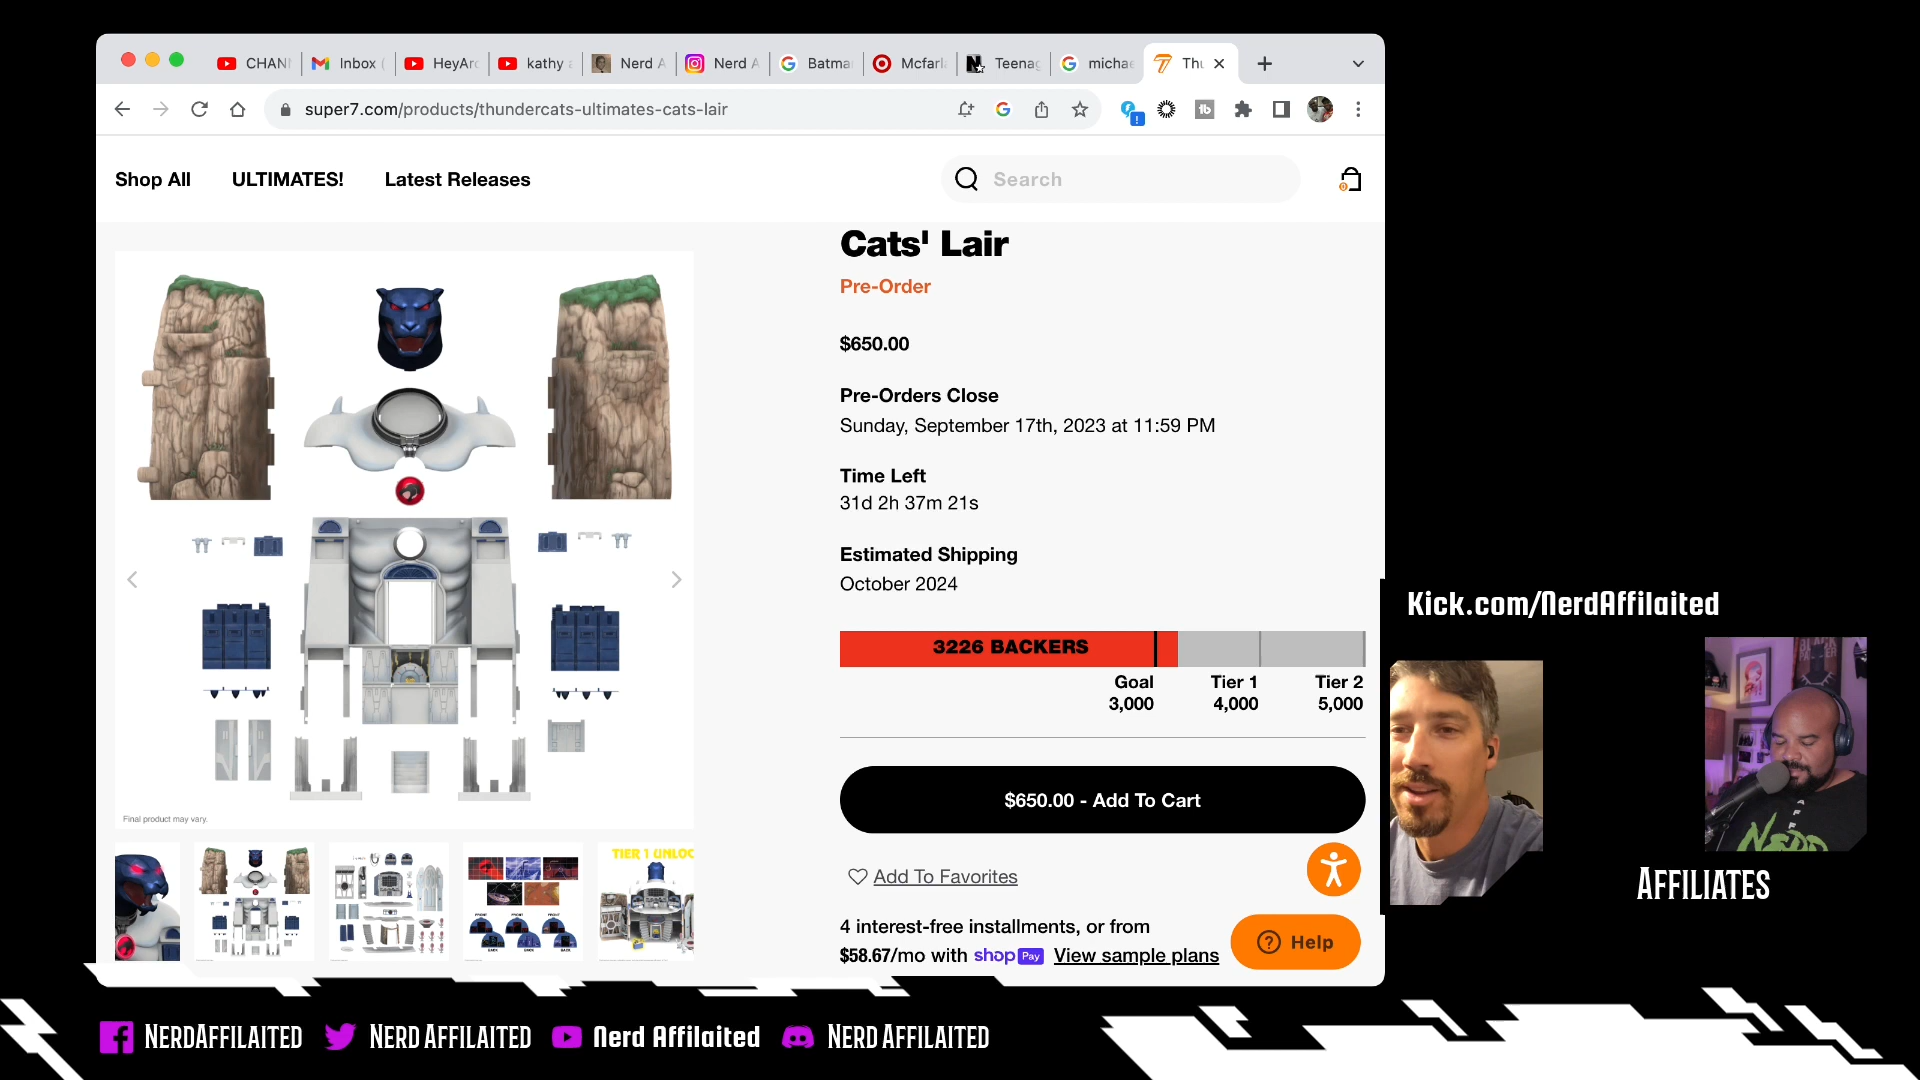 CHAN
Inbox (
HeyAr
kathy
Nerd A
Nerd A
Batma
Mcfarl
Teenag
michae
Thu
super7.com/products/thundercats-ultimates-cats-lair
Shop All
ULTIMATES!
Latest Releases
Search
0
Cats' Lair
Pre-Order
$650.00
Pre-Orders Close
Sunday, September 17th, 2023 at 11:59 PM
Time Left
31d 2h 37m 21s
Estimated Shipping
October 2024
3226 BACKERS
Goal
3,000
Tier 1
4,000
Tier 2
5,000
$650.00 - Add To Cart
Add To Favorites
4 interest-free installments, or from
$58.67/mo with shop Pay View sample plans
Help
Final product may vary.
TIER 1 UNLOC
Kick.com/NerdAffilaited
AFFILIATES
NERDAFFILAITED
NERD AFFILAITED
Nerd Affilaited
NERD AFFILAITED